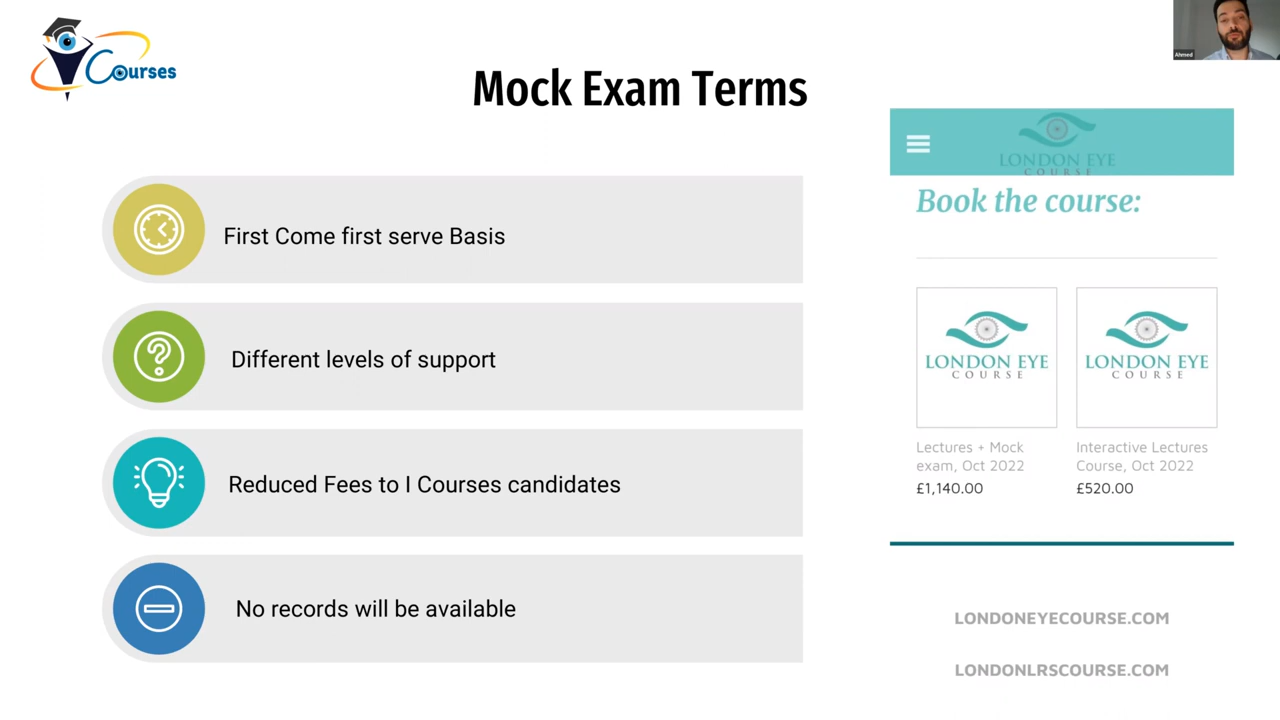 Courses
Ahmed
Mock Exam Terms
First Come first serve Basis
Different levels of support
Reduced Fees to I Courses candidates
No records will be available
LONDON EYE
COURSE
Book the course:
LONDON EYE
COURSE
LONDON EYE
COURSE
Lectures + Mock
exam, Oct 2022
£1,140.00
Interactive Lectures
Course, Oct 2022
£520.00
LONDONEYECOURSE.COM
LONDONLRSCOURSE.COM